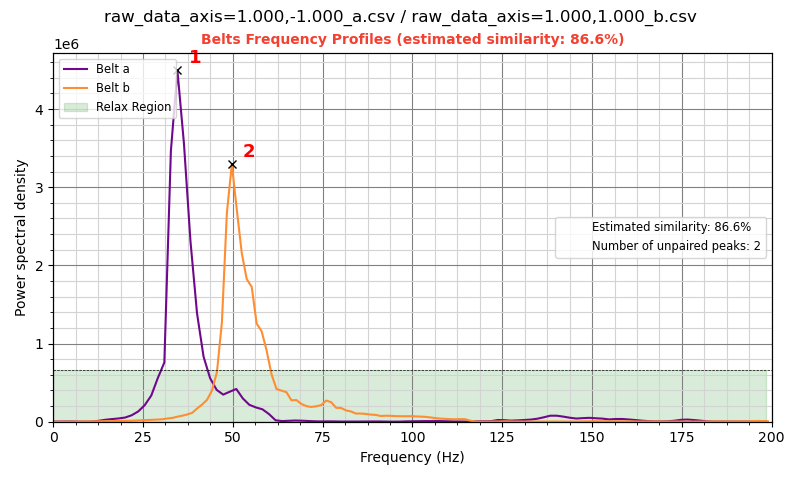 raw_data_axis=1.000,-1.000_a.csv / raw_data_axis=1.000,1.000_b.csv
Belts Frequency Profiles (estimated similarity: 86.6%)
1e6
1
Belt a
Belt b
Relax Region
2
Estimated similarity: 86.6%
Number of unpaired peaks: 2
4
3
2
1
0
Power spectral density
0 25 50 75 100 125 150 175 200
Frequency (Hz)